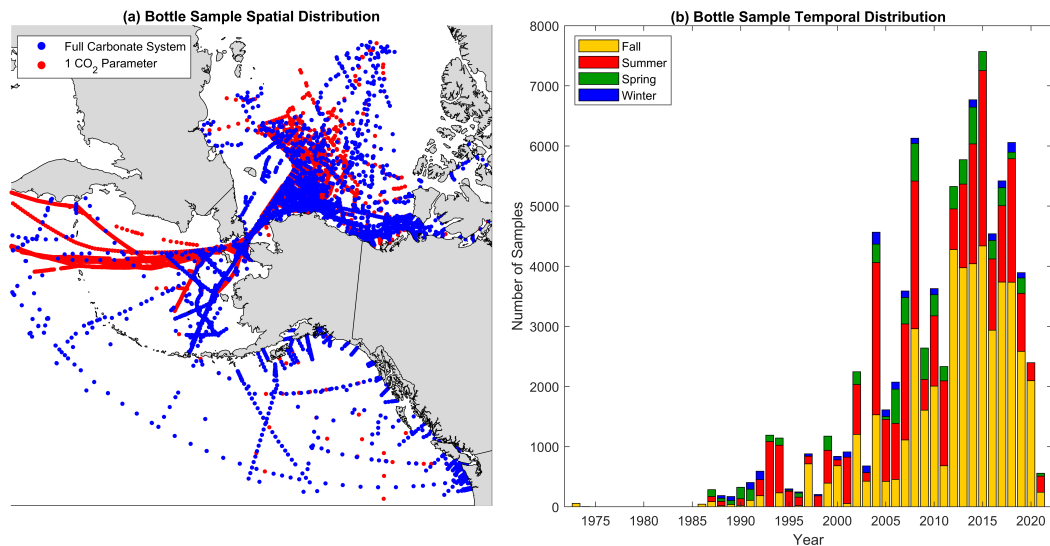 (a) Bottle Sample Spatial Distribution
Full Carbonate System
1 CO₂ Parameter
(b) Bottle Sample Temporal Distribution
Fall
Summer
Spring
Winter
Number of Samples
8000
7000
6000
5000
4000
3000
2000
1000
0
1975 1980 1985 1990 1995 2000 2005 2010 2015 2020
Year